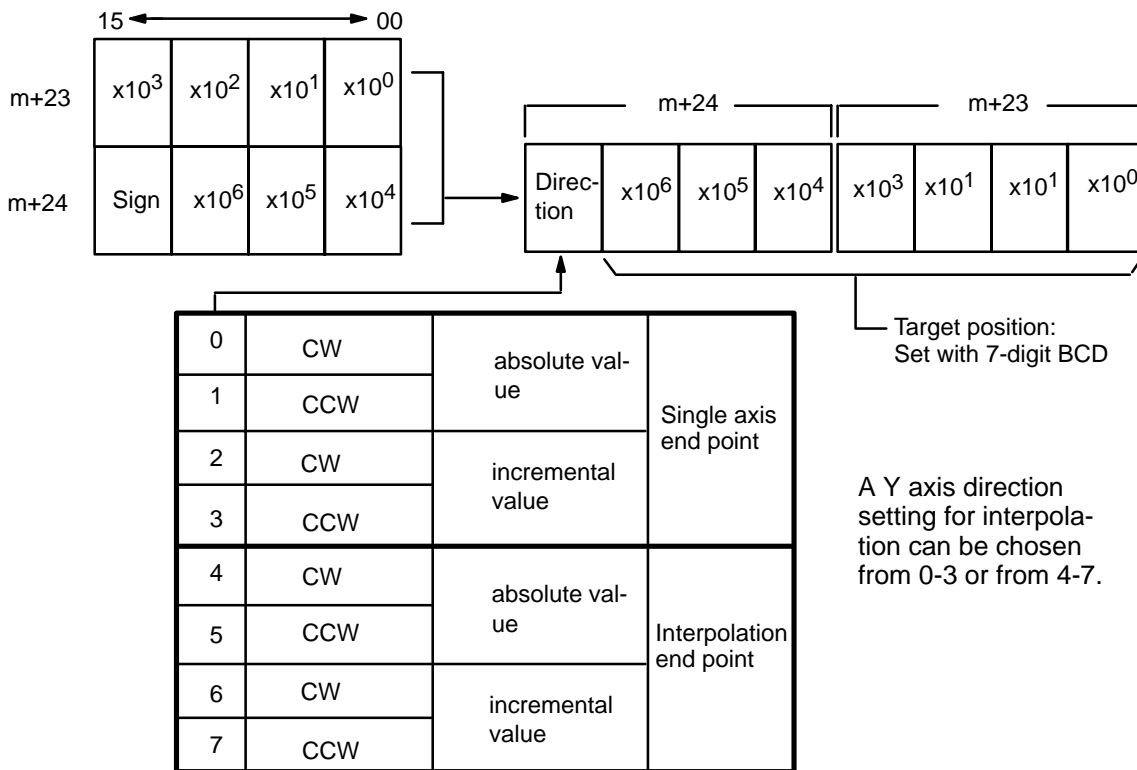 15 00
m+23 x10³ x10² x10¹ x10⁰
m+24 Sign x10⁶ x10⁵ x10⁴
m+24 m+23
Direc-
tion x10⁶ x10⁵ x10⁴ x10³ x10¹ x10¹ x10⁰
Target position:
Set with 7-digit BCD
0 CW
1 CCW
absolute val-
ue
2 CW
3 CCW
incremental
value
Single axis
end point
4 CW
5 CCW
absolute val-
ue
6 CW
7 CCW
incremental
value
Interpolation
end point
A Y axis direction
setting for interpola-
tion can be chosen
from 0-3 or from 4-7.